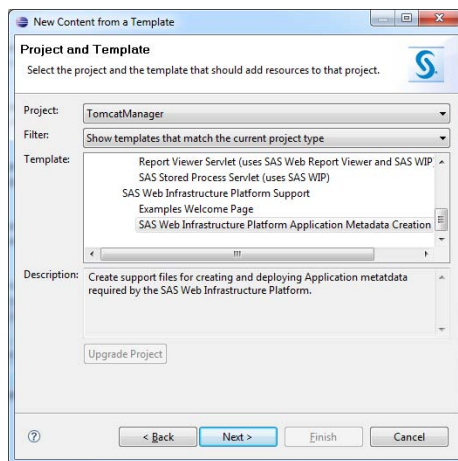 New Content from a Template
Project and Template
Select the project and the template that should add resources to that project.
Project: TomcatManager
Filter: Show templates that match the current project type
Template: Report Viewer Servlet (uses SAS Web Report Viewer and SAS WIP
SAS Stored Process Servlet (uses SAS WIP)
SAS Web Infrastructure Platform Support
Examples Welcome Page
SAS Web Infrastructure Platform Application Metadata Creation
Description: Create support files for creating and deploying Application metatdata
required by the SAS Web Infrastructure Platform.
Upgrade Project
? < Back Next > Finish Cancel